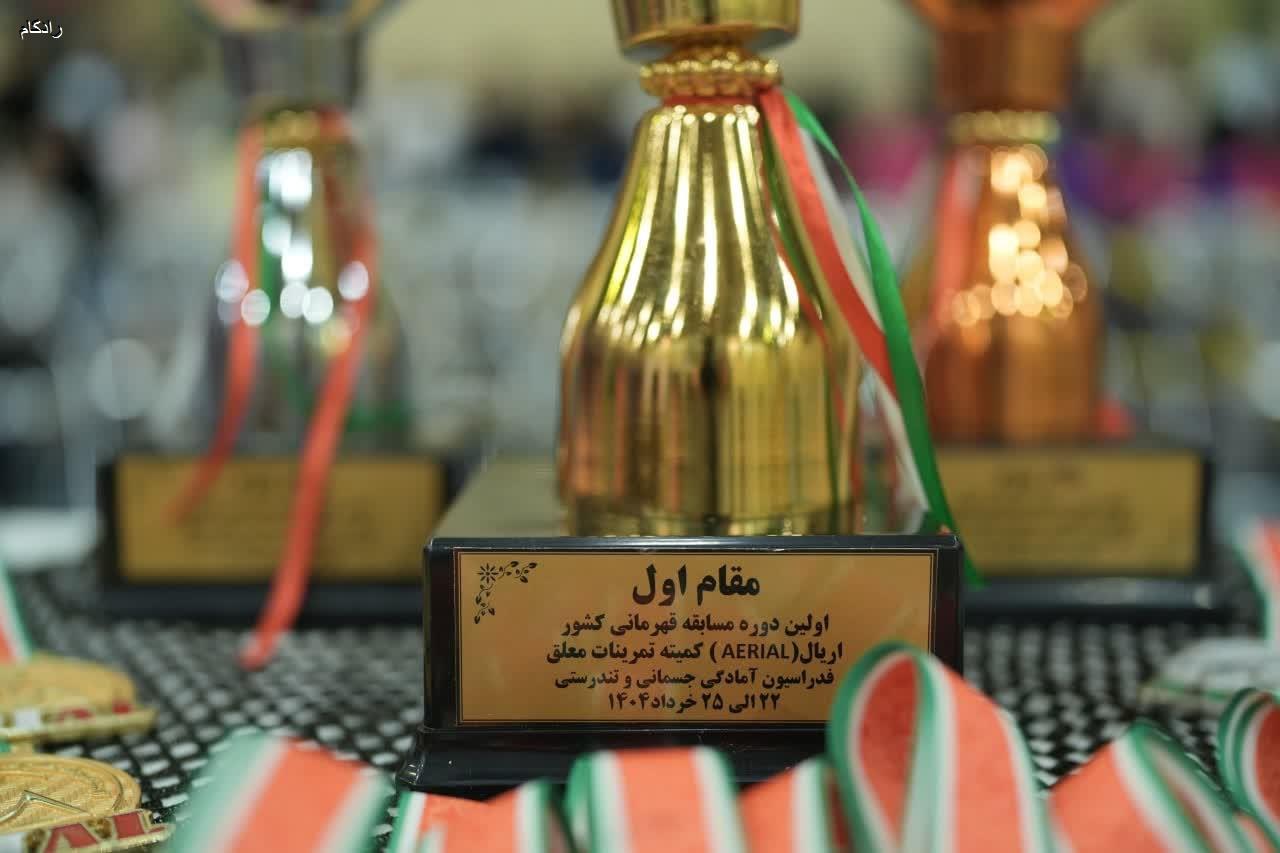 رادکام
مقام اول
اولین دوره مسابقه قهرمانی کشور
اریال(AERIAL) کمیته تمرینات معلق
فدراسیون آمادگی جسمانی و تندرستی
۲۲ الی ۲۵ خرداد۱۴۰۴